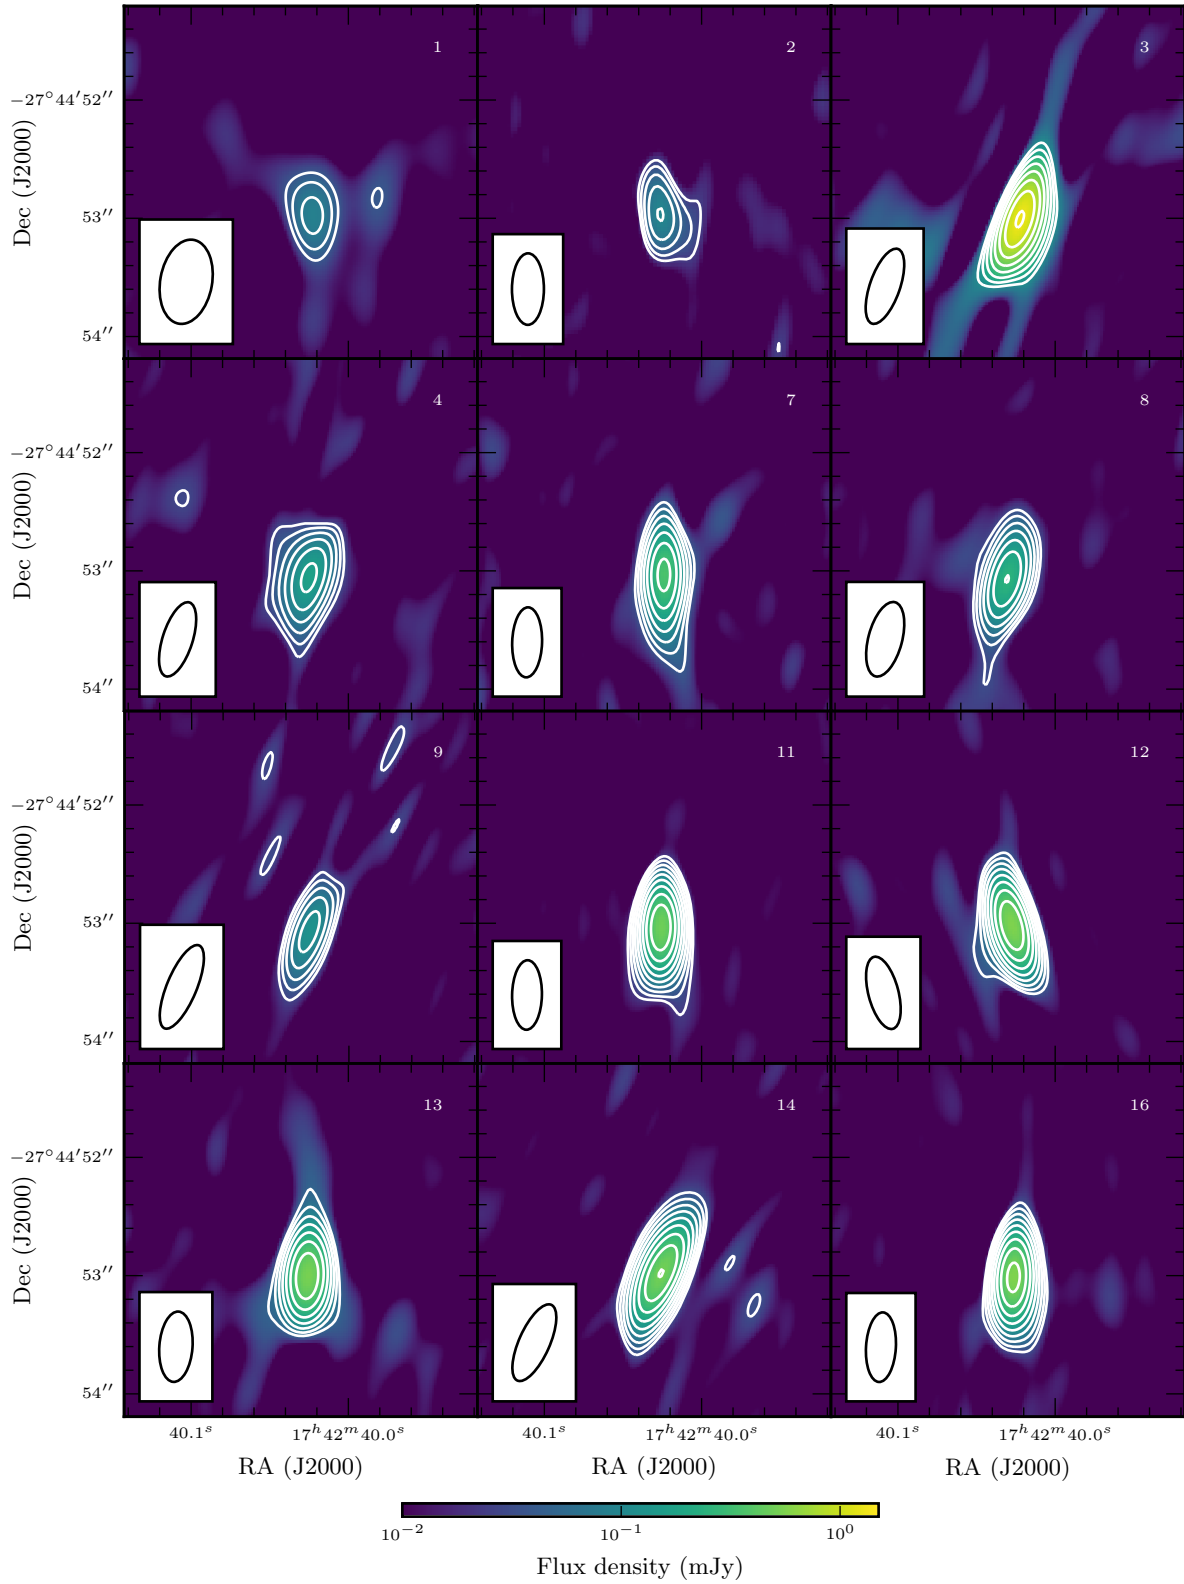 1 2 3
−27°44′52″
53″
54″
Dec (J2000)
4 7 8
−27°44′52″
53″
54″
Dec (J2000)
9 11 12
−27°44′52″
53″
54″
Dec (J2000)
13 14 16
−27°44′52″
53″
54″
Dec (J2000)
40.1ˢ 17ʰ42ᵐ40.0ˢ 40.1ˢ 17ʰ42ᵐ40.0ˢ 40.1ˢ 17ʰ42ᵐ40.0ˢ
RA (J2000) RA (J2000) RA (J2000)
10⁻² 10⁻¹ 10⁰
Flux density (mJy)